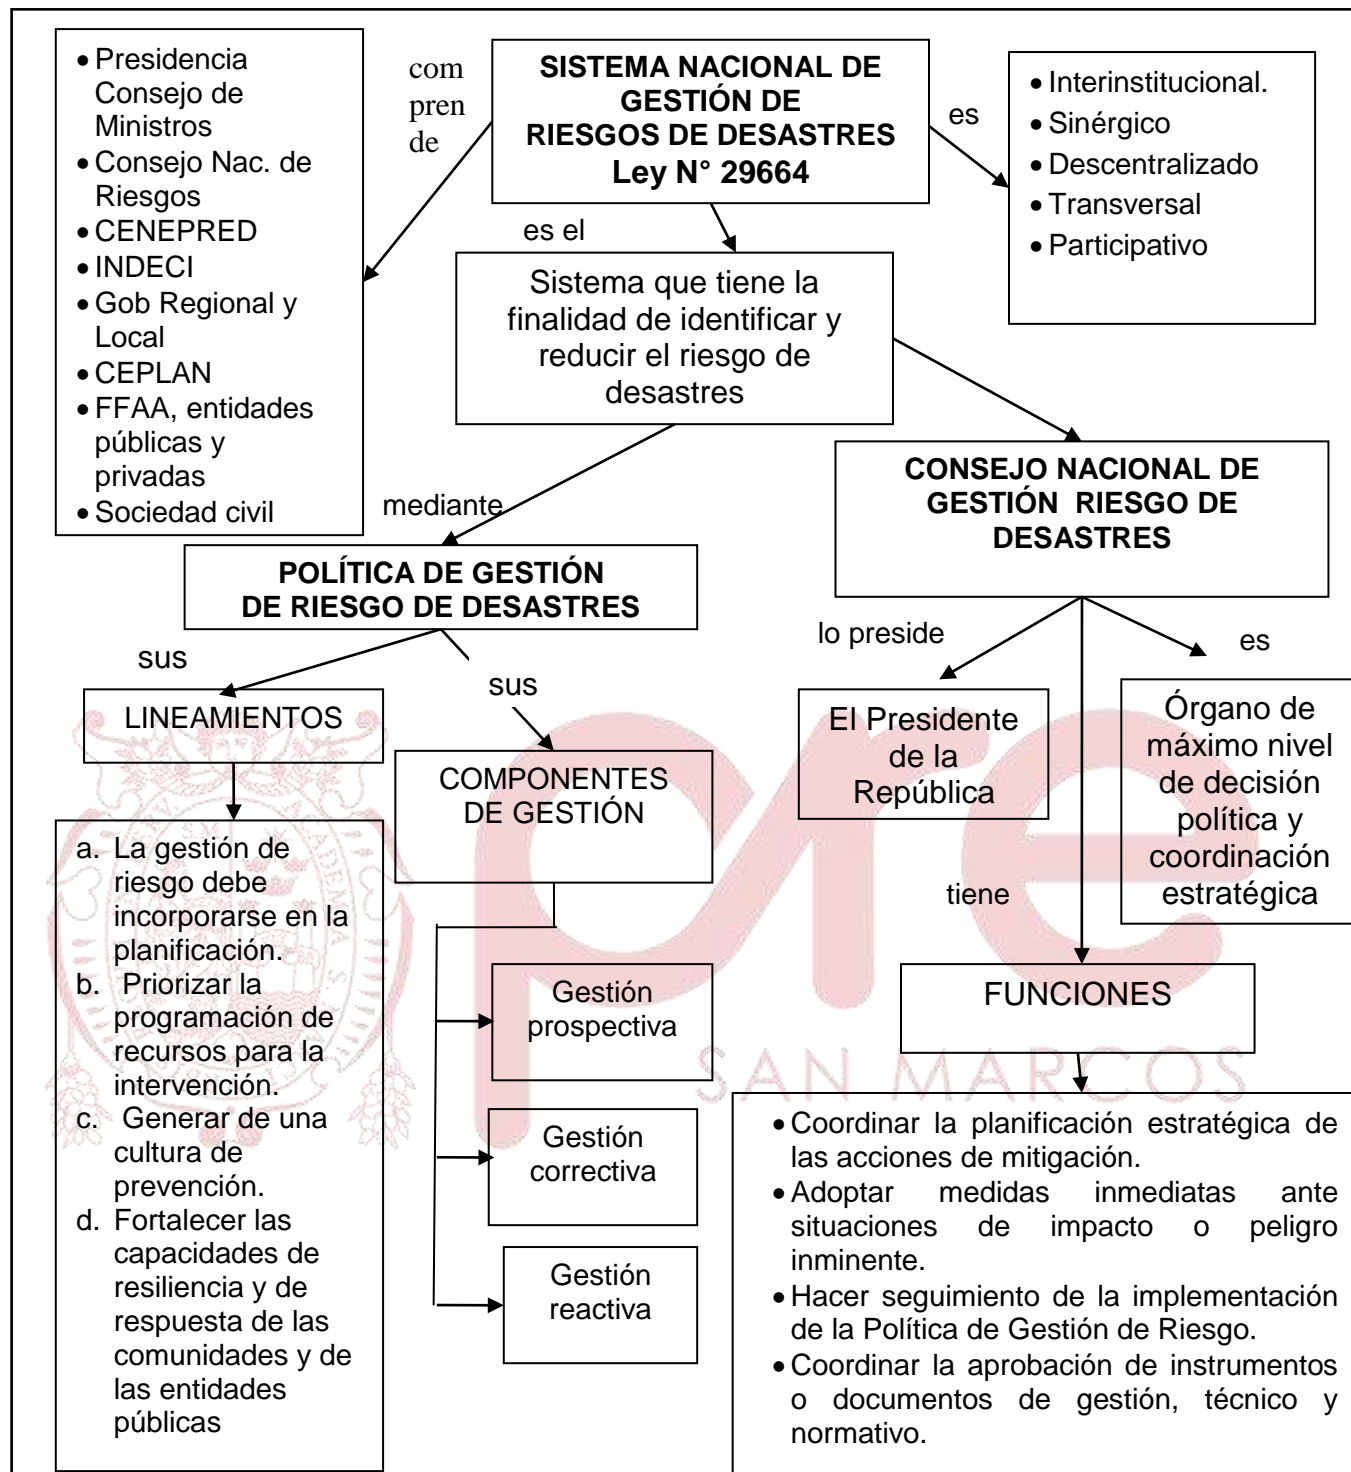 • Presidencia
Consejo de
Ministros
• Consejo Nac. de
Riesgos
• CENEPRED
• INDECI
• Gob Regional y
Local
• CEPLAN
• FFAA, entidades
públicas y
privadas
• Sociedad civil
com
pren
de
SISTEMA NACIONAL DE
GESTIÓN DE
RIESGOS DE DESASTRES
Ley N° 29664
es
• Interinstitucional.
• Sinérgico
• Descentralizado
• Transversal
• Participativo
es el
Sistema que tiene la
finalidad de identificar y
reducir el riesgo de
desastres
mediante
POLÍTICA DE GESTIÓN
DE RIESGO DE DESASTRES
CONSEJO NACIONAL DE
GESTIÓN RIESGO DE
DESASTRES
sus
LINEAMIENTOS
sus
COMPONENTES
DE GESTIÓN
lo preside
El Presidente
de la
República
es
Órgano de
máximo nivel
de decisión
política y
coordinación
estratégica
tiene
FUNCIONES
a. La gestión de
riesgo debe
incorporarse en la
planificación.
b. Priorizar la
programación de
recursos para la
intervención.
c. Generar de una
cultura de
prevención.
d. Fortalecer las
capacidades de
resiliencia y de
respuesta de las
comunidades y de
las entidades
públicas
Gestión
prospectiva
Gestión
correctiva
Gestión
reactiva
• Coordinar la planificación estratégica de
las acciones de mitigación.
• Adoptar medidas inmediatas ante
situaciones de impacto o peligro
inminente.
• Hacer seguimiento de la implementación
de la Política de Gestión de Riesgo.
• Coordinar la aprobación de instrumentos
o documentos de gestión, técnico y
normativo.
pre
SAN MARCOS